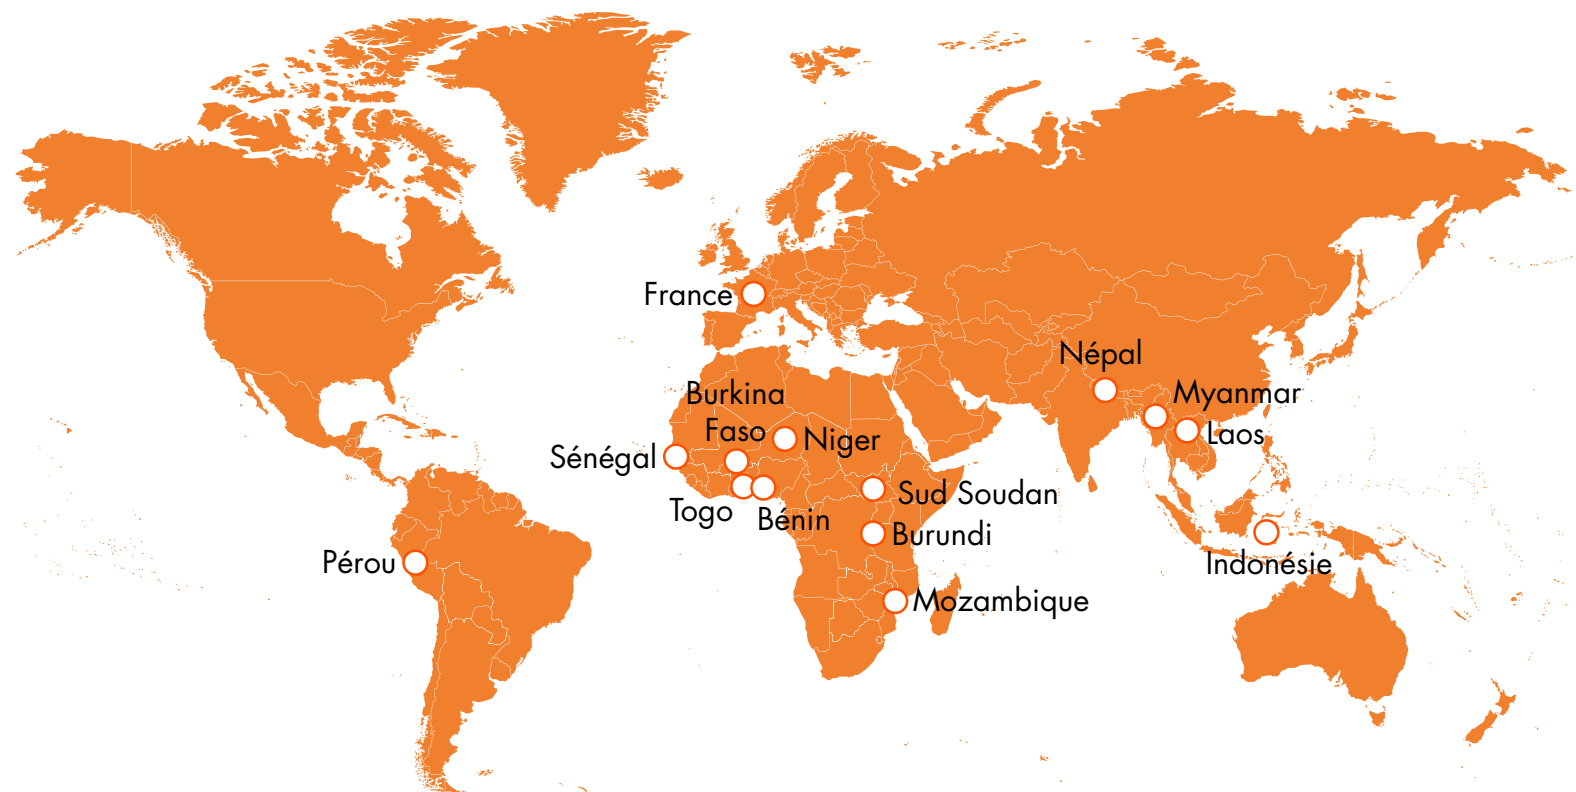 France
Népal
Burkina
Faso
Myanmar
Niger
Laos
Sénégal
Sud Soudan
Togo
Bénin
Burundi
Pérou
Indonésie
Mozambique